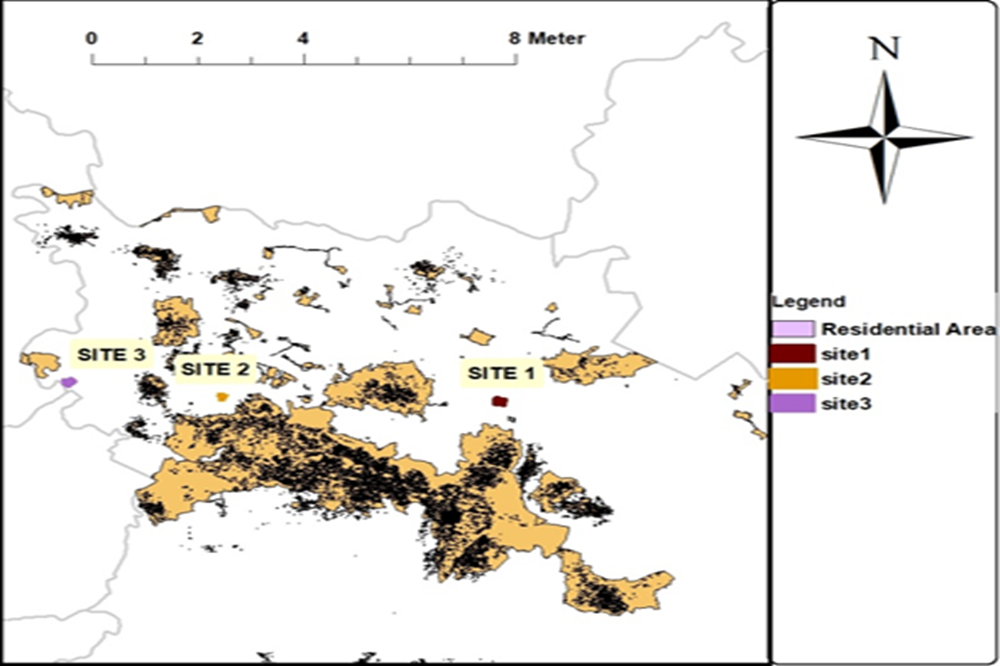 0 2 4 8 Meter
N
SITE 3
SITE 2
SITE 1
Legend
Residential Area
site1
site2
site3